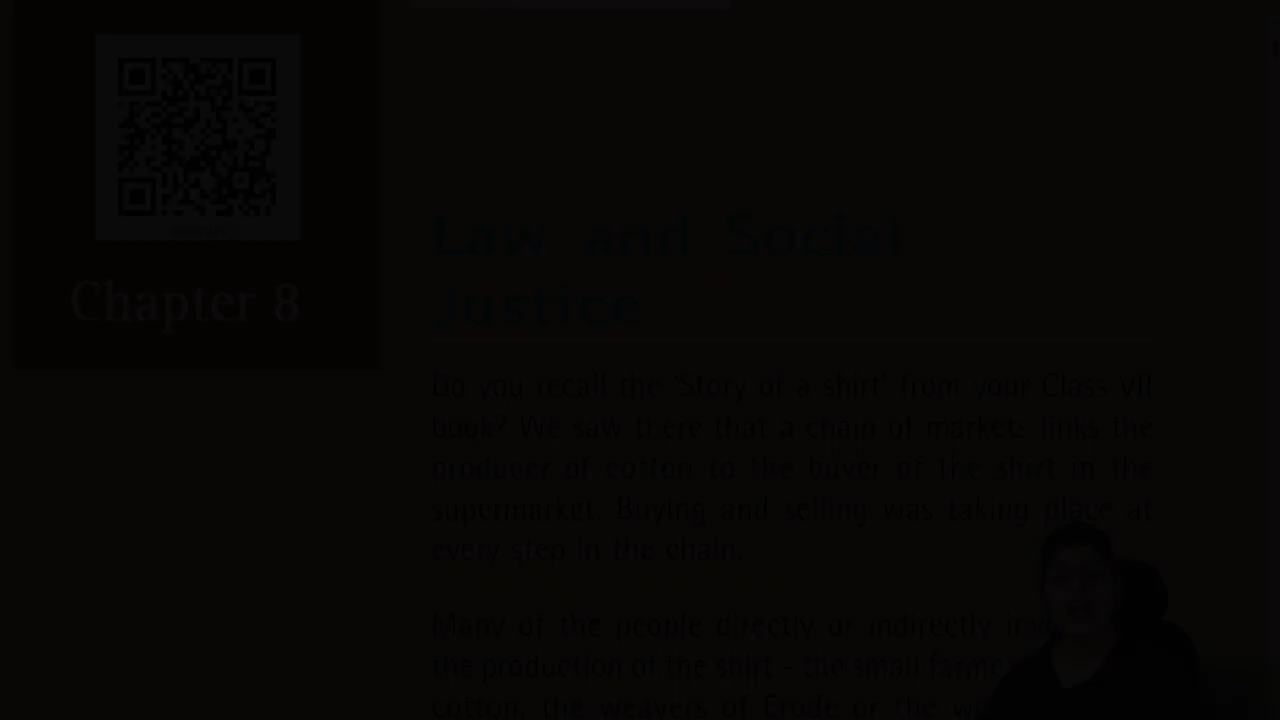 Chapter 8
Law and Social
Justice
Do you recall the 'Story of a shirt' from your Class VII
book? We saw there that a chain of markets links the
producer of cotton to the buyer of the shirt in the
supermarket. Buying and selling was taking place at
every step in the chain.
Many of the people directly or indirectly
the production of the shirt – the small
cotton, the weavers of Erode or the